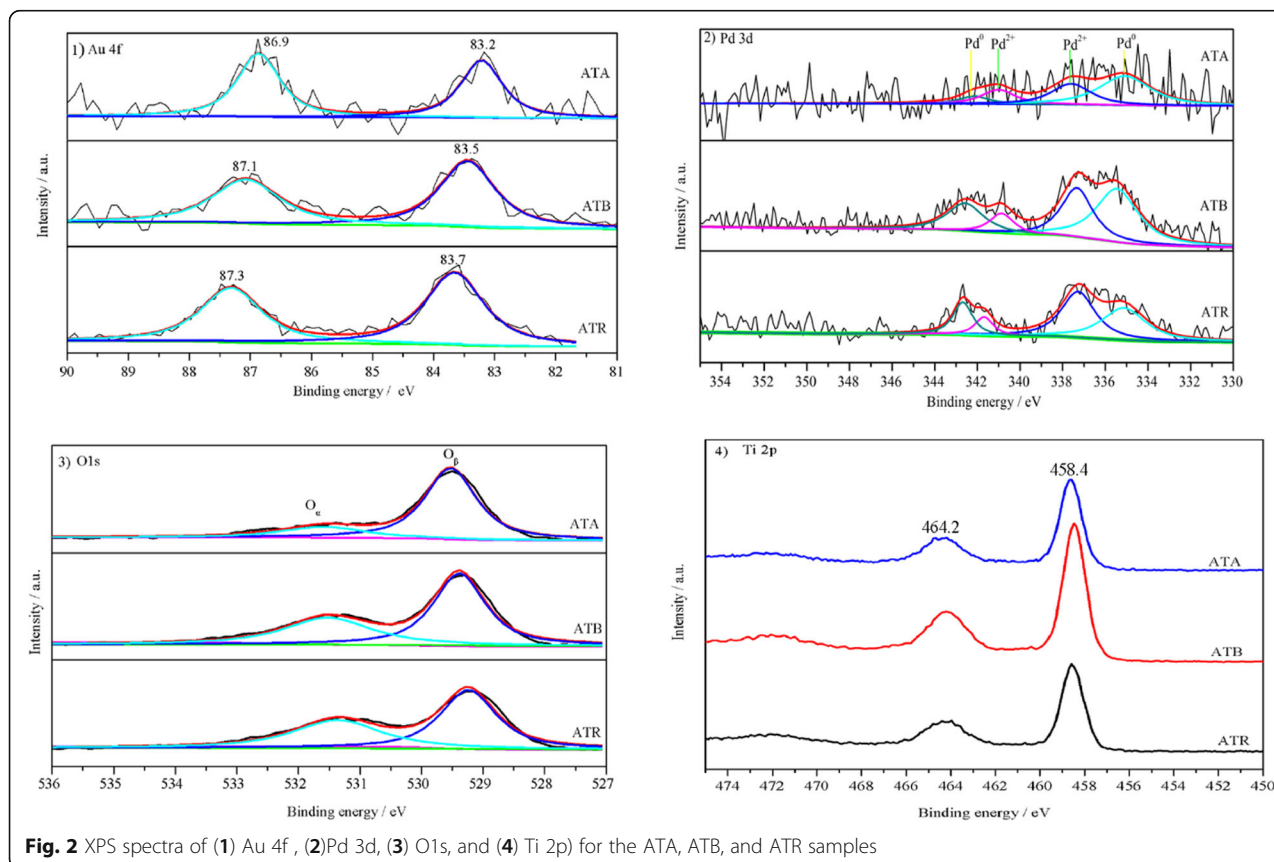 1) Au 4f
86.9
83.2
ATA
87.1
83.5
ATB
87.3
83.7
ATR
Intensity / a.u.
90 89 88 87 86 85 84 83 82 81
Binding energy / eV
2) Pd 3d
Pd⁰ Pd²⁺ Pd²⁺ Pd⁰
ATA
ATB
ATR
Intensity / a.u.
354 352 350 348 346 344 342 340 338 336 334 332 330
Binding energy / eV
3) O1s
Oα
Oβ
ATA
ATB
ATR
Intensity / a.u.
536 535 534 533 532 531 530 529 528 527
Binding energy / eV
4) Ti 2p
464.2
458.4
ATA
ATB
ATR
Intensity / a.u.
474 472 470 468 466 464 462 460 458 456 454 452 450
Binding energy / eV
Fig. 2 XPS spectra of (1) Au 4f , (2)Pd 3d, (3) O1s, and (4) Ti 2p) for the ATA, ATB, and ATR samples